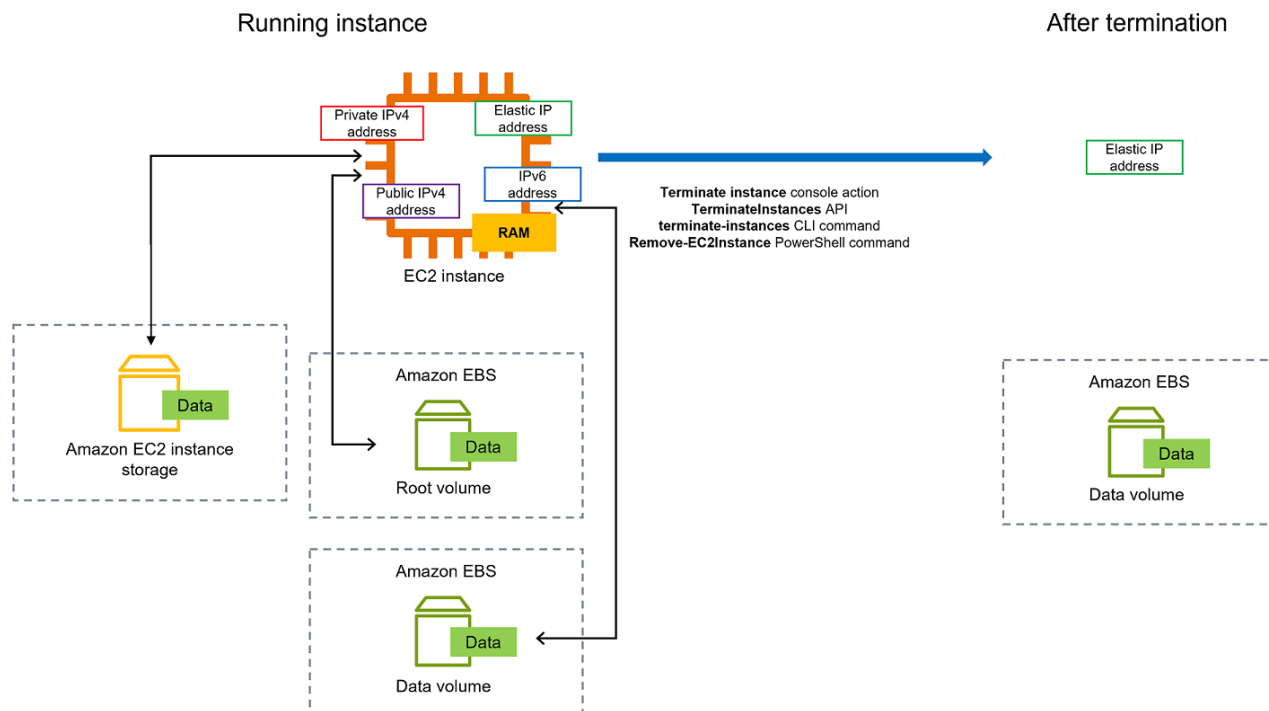 Running instance
After termination
Private IPv4
address
Elastic IP
address
Public IPv4
address
IPv6
address
RAM
EC2 instance
Terminate instance console action
TerminateInstances API
terminate-instances CLI command
Remove-EC2Instance PowerShell command
Elastic IP
address
Data
Amazon EC2 instance
storage
Amazon EBS
Data
Root volume
Amazon EBS
Data
Data volume
Amazon EBS
Data
Data volume